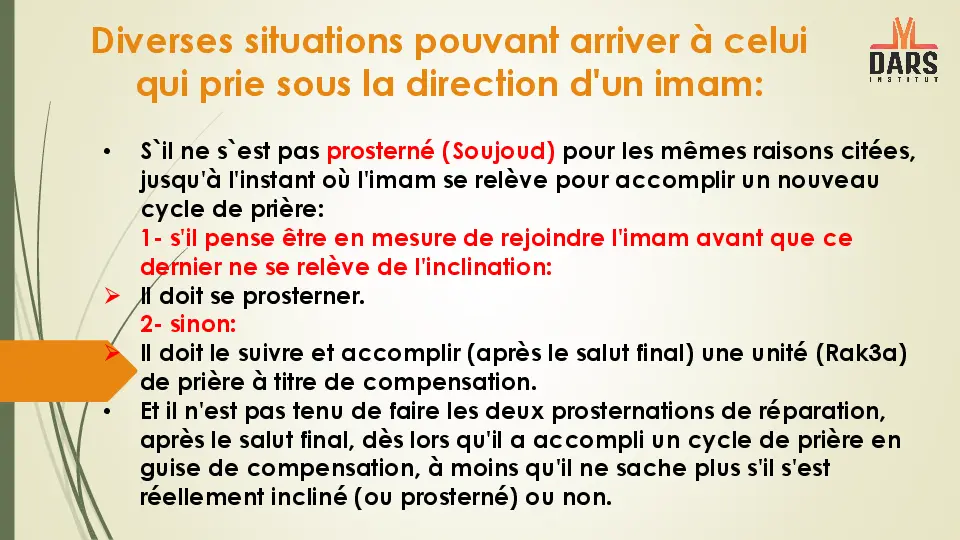 Diverses situations pouvant arriver à celui
qui prie sous la direction d'un imam:
DARS
INSTITUT
• S`il ne s`est pas prosterné (Soujoud) pour les mêmes raisons citées,
jusqu'à l'instant où l'imam se relève pour accomplir un nouveau
cycle de prière:
1- s'il pense être en mesure de rejoindre l'imam avant que ce
dernier ne se relève de l'inclination:
➢ Il doit se prosterner.
2- sinon:
➢ Il doit le suivre et accomplir (après le salut final) une unité (Rak3a)
de prière à titre de compensation.
• Et il n'est pas tenu de faire les deux prosternations de réparation,
après le salut final, dès lors qu'il a accompli un cycle de prière en
guise de compensation, à moins qu'il ne sache plus s'il s'est
réellement incliné (ou prosterné) ou non.